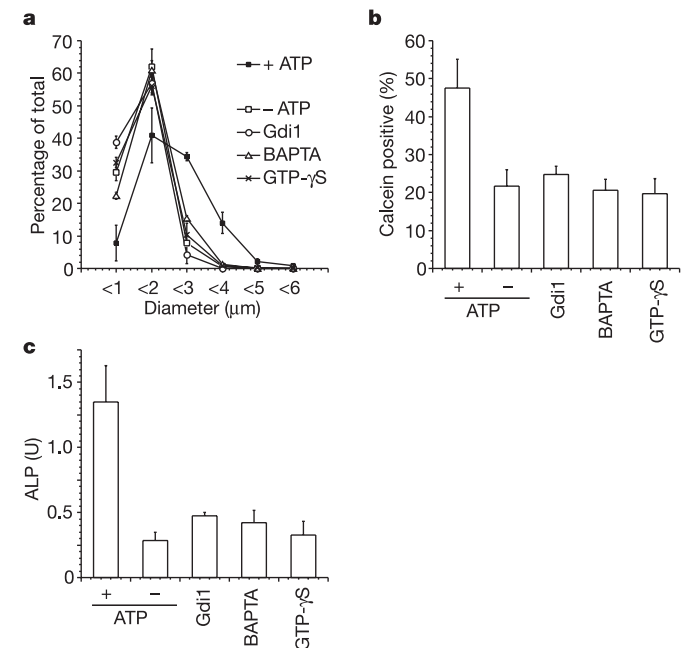 a
70
60
50
40
30
20
10
0
Percentage of total
<1 <2 <3 <4 <5 <6
Diameter (μm)
+ ATP
− ATP
Gdi1
BAPTA
GTP-γS
b
60
50
40
30
20
10
0
Calcein positive (%)
+ −
ATP
Gdi1
BAPTA
GTP-γS
c
1.5
1.0
0.5
0
ALP (U)
+ −
ATP
Gdi1
BAPTA
GTP-γS